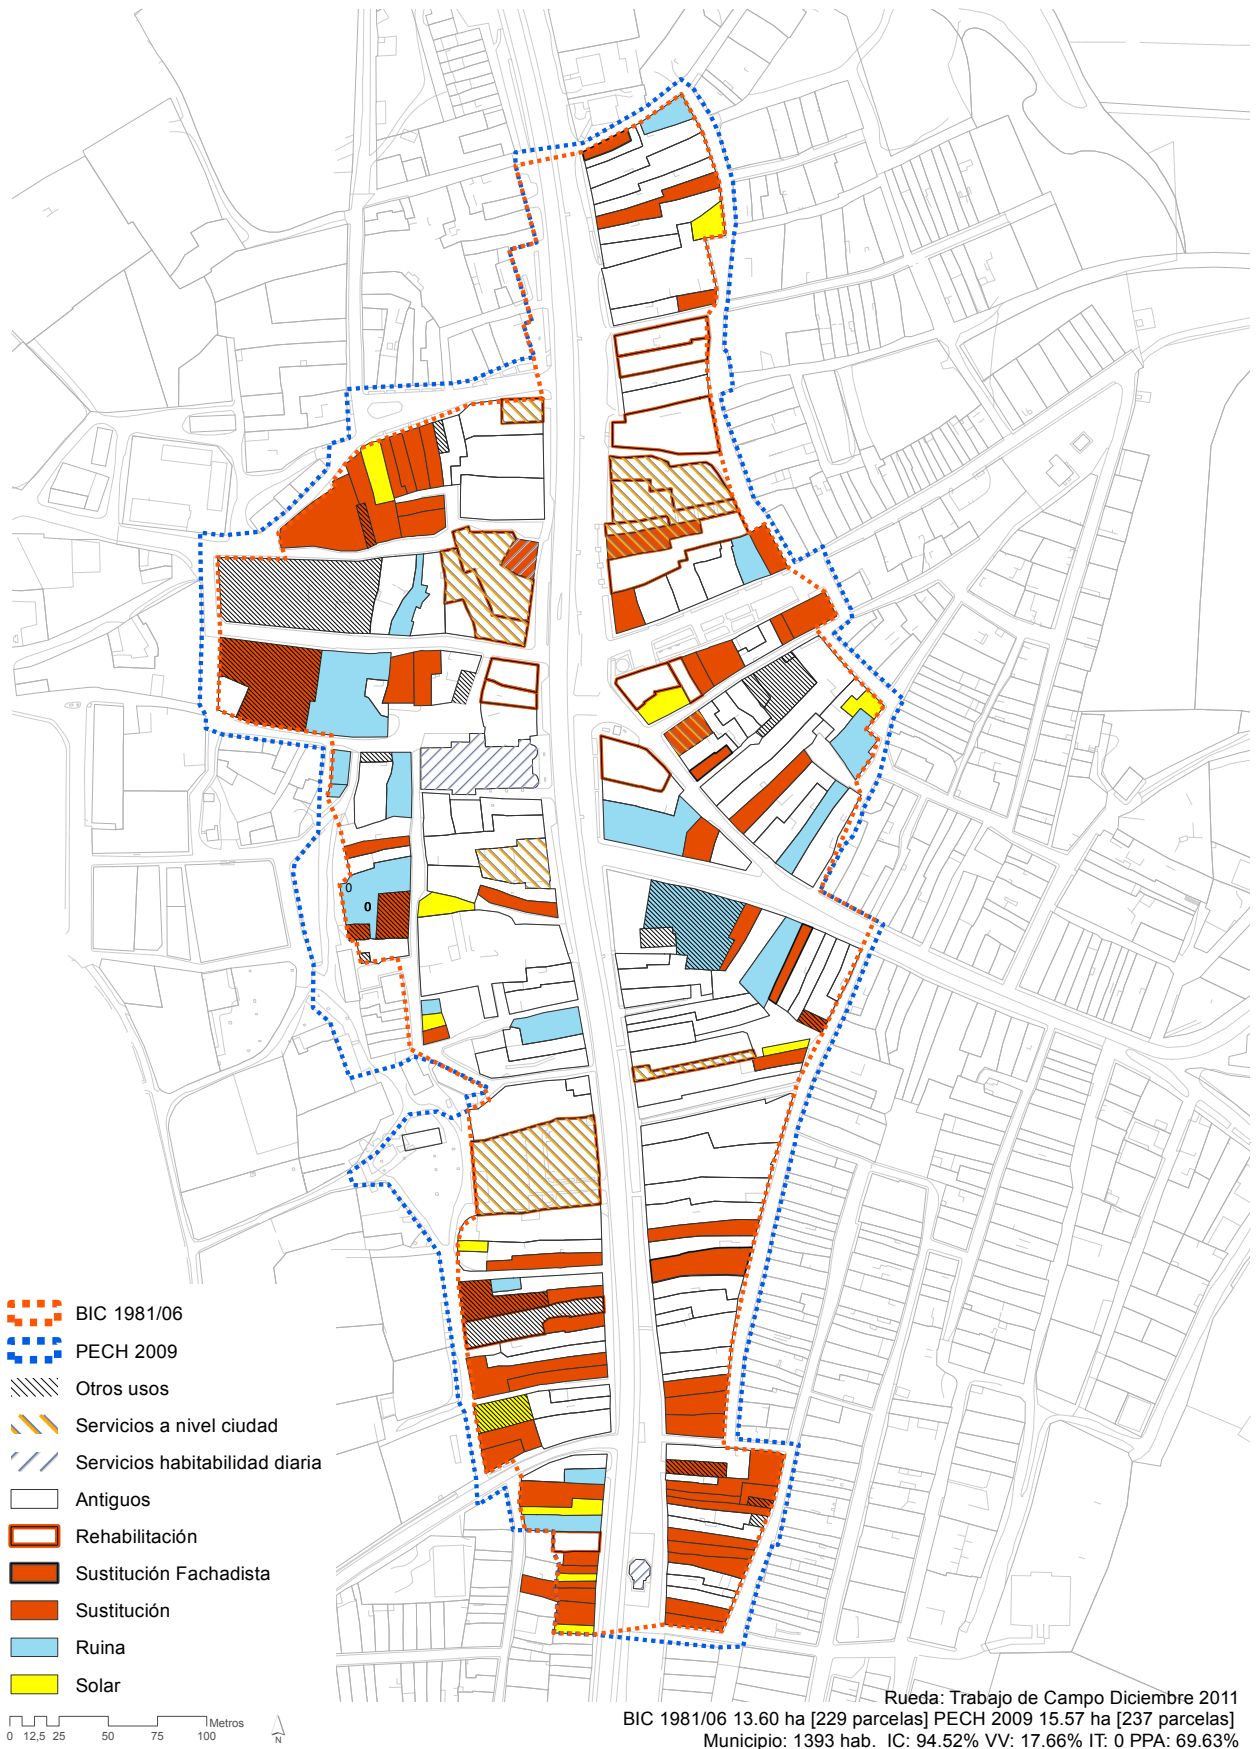 0
0
BIC 1981/06
PECH 2009
Otros usos
Servicios a nivel ciudad
Servicios habitabilidad diaria
Antiguos
Rehabilitación
Sustitución Fachadista
Sustitución
Ruina
Solar
Metros
0 12,5 25 50 75 100
N
Rueda: Trabajo de Campo Diciembre 2011
BIC 1981/06 13.60 ha [229 parcelas] PECH 2009 15.57 ha [237 parcelas]
Municipio: 1393 hab. IC: 94.52% VV: 17.66% IT: 0 PPA: 69.63%